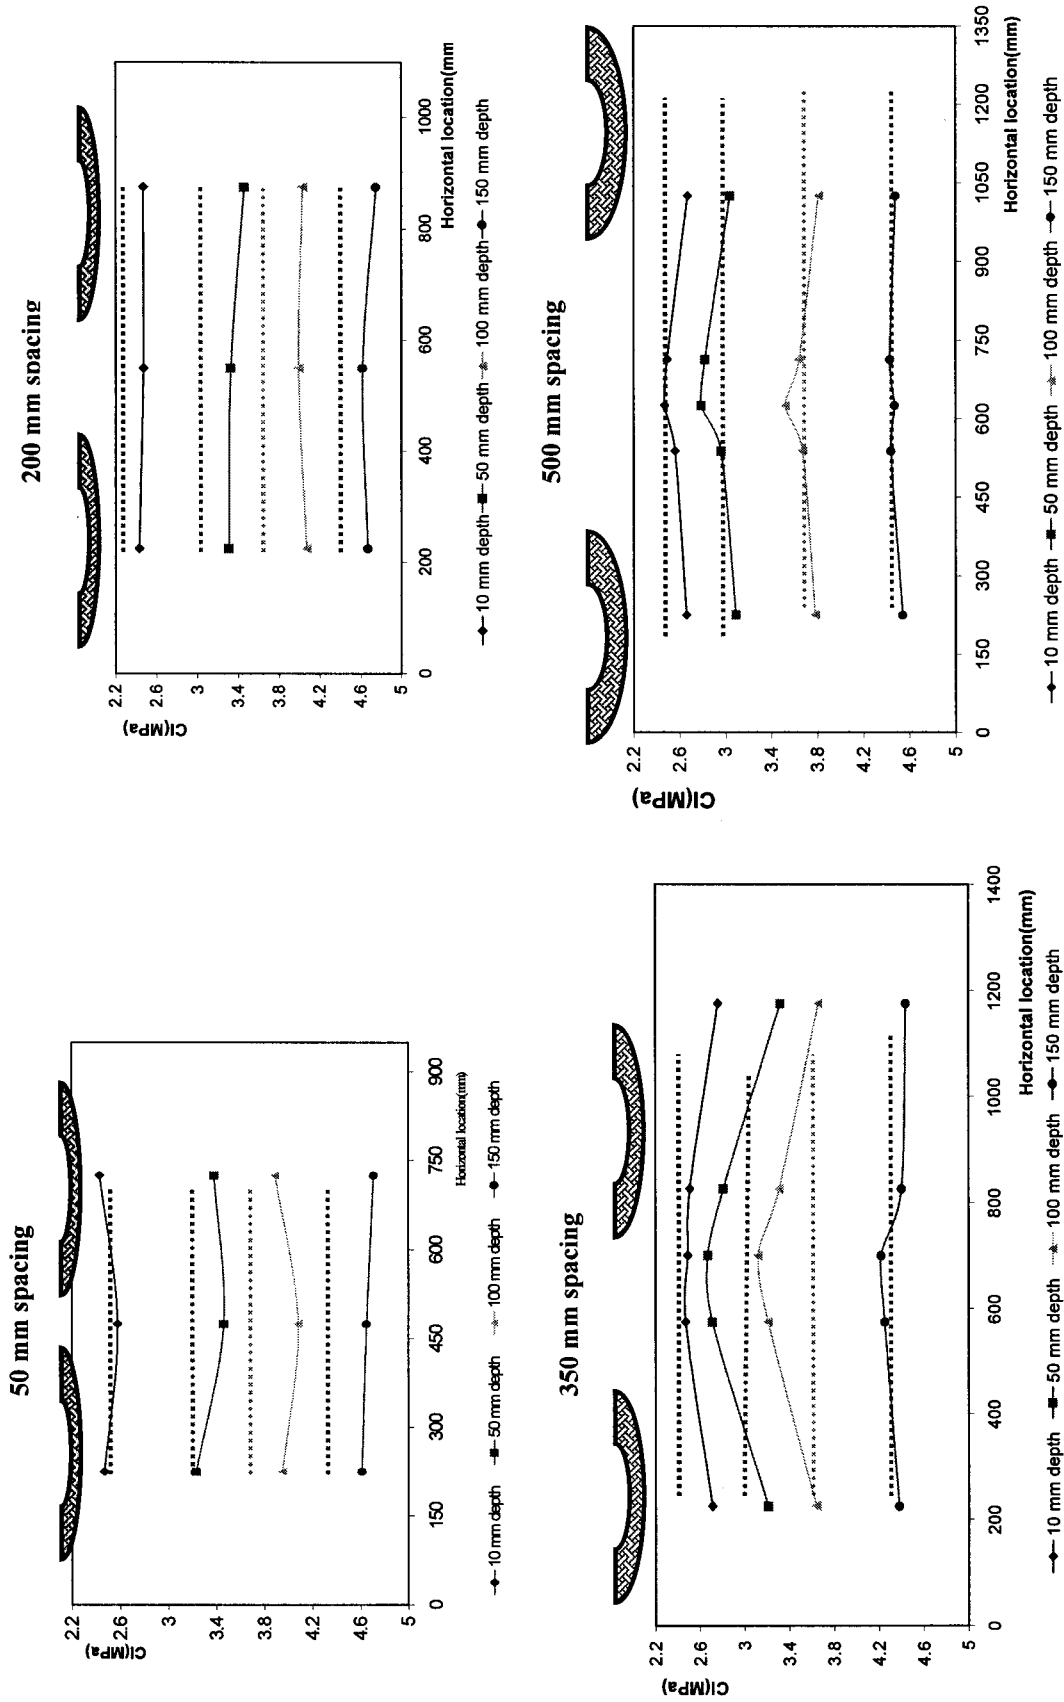 50 mm spacing
CI(MPa)
2.2
2.6
3
3.4
3.8
4.2
4.6
5
0 150 300 450 600 750 900
Horizontal location(mm)
10 mm depth 50 mm depth 100 mm depth 150 mm depth
200 mm spacing
CI(MPa)
2.2
2.6
3
3.4
3.8
4.2
4.6
5
0 200 400 600 800 1000
Horizontal location(mm
10 mm depth 50 mm depth 100 mm depth 150 mm depth
350 mm spacing
CI(MPa)
2.2
2.6
3
3.4
3.8
4.2
4.6
5
0 200 400 600 800 1000 1200 1400
Horizontal location(mm)
10 mm depth 50 mm depth 100 mm depth 150 mm depth
500 mm spacing
CI(MPa)
2.2
2.6
3
3.4
3.8
4.2
4.6
5
0 150 300 450 600 750 900 1050 1200 1350
Horizontal location(mm)
10 mm depth 50 mm depth 100 mm depth 150 mm depth